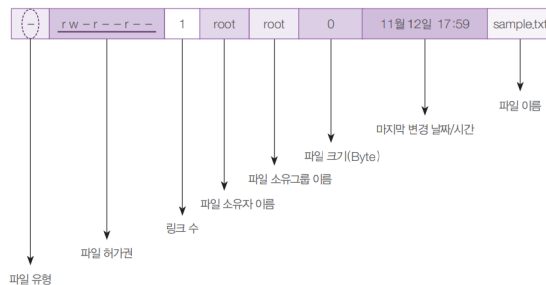 - rw-r--r-- 1 root root 0 11월 12일 17:59 sample.txt
파일 이름
마지막 변경 날짜/시간
파일 크기(Byte)
파일 소유그룹 이름
파일 소유자 이름
링크 수
파일 허가권
파일 유형